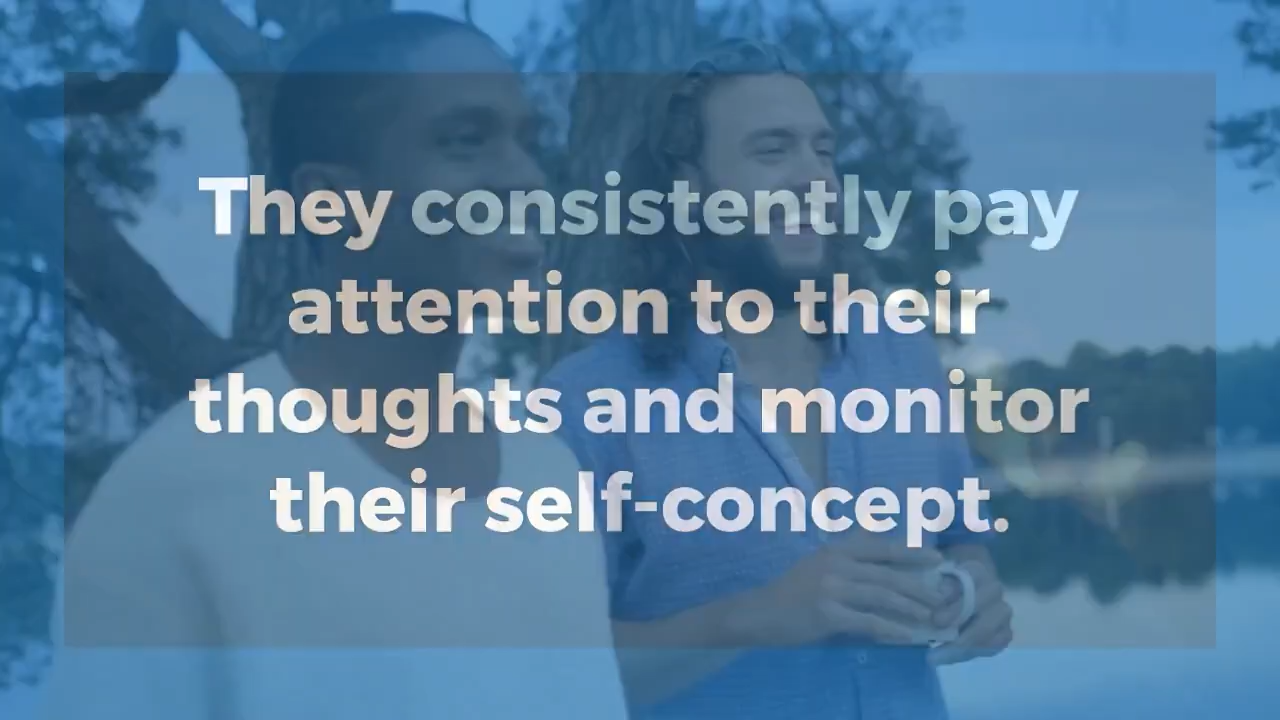 They consistently pay
attention to their
thoughts and monitor
their self-concept.